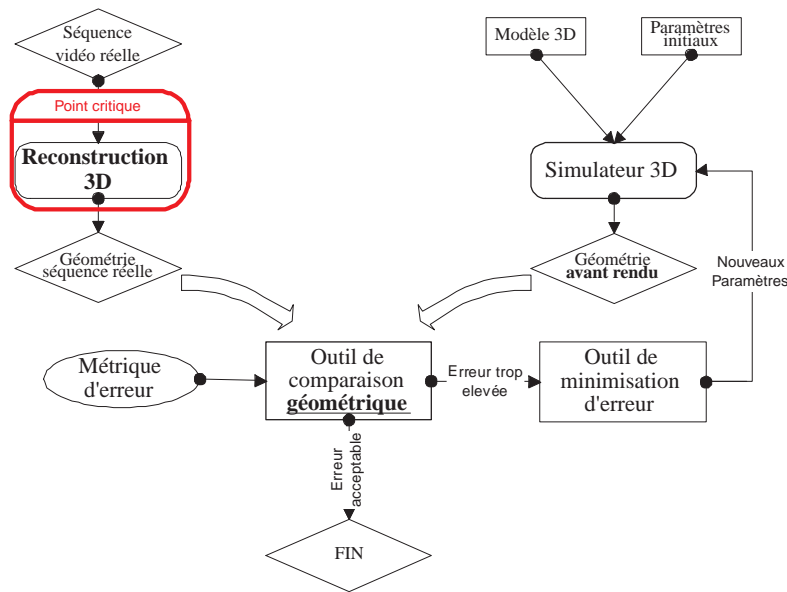 Séquence
vidéo réelle
Modèle 3D
Paramètres
initiaux
Point critique
Reconstruction
3D
Simulateur 3D
Géométrie
séquence réelle
Géométrie
avant rendu
Nouveaux
Paramètres
Métrique
d'erreur
Outil de
comparaison
géométrique
Erreur trop
elevée
Outil de
minimisation
d'erreur
Erreur
acceptable
FIN